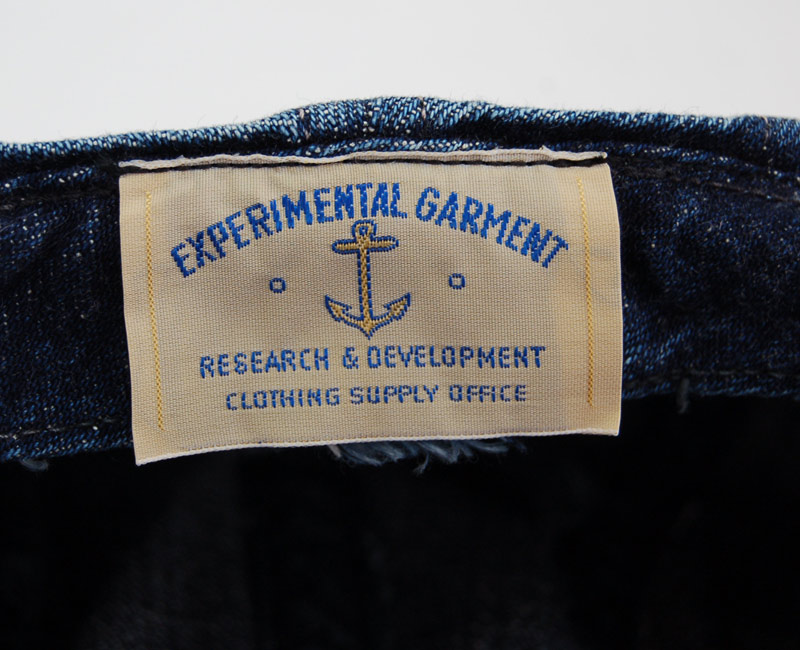 EXPERIMENTAL GARMENT
RESEARCH & DEVELOPMENT
CLOTHING SUPPLY OFFICE